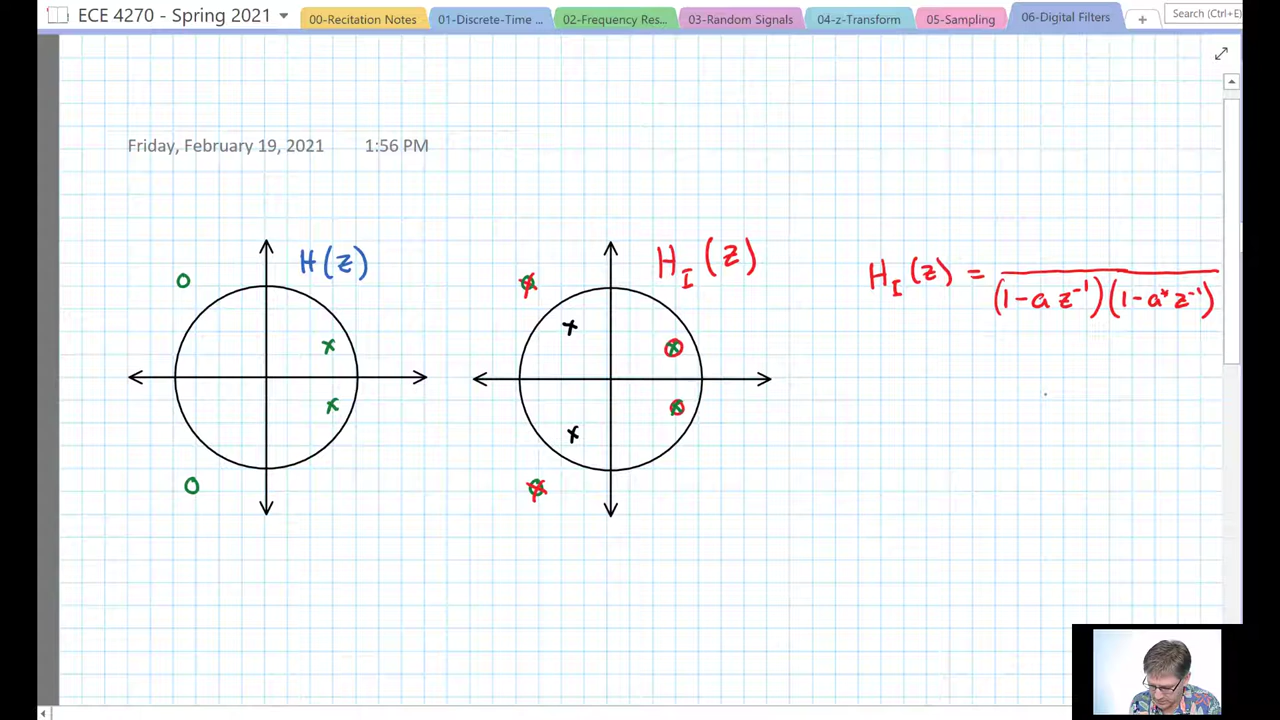 ECE 4270 - Spring 2021
00-Recitation Notes
01-Discrete-Time ...
02-Frequency Res...
03-Random Signals
04-z-Transform
05-Sampling
06-Digital Filters
Search (Ctrl+E)
Friday, February 19, 2021 1:56 PM
H(z)
H_I(z)
H_I(z) = ―/(1-az⁻¹)(1-a*z⁻¹)